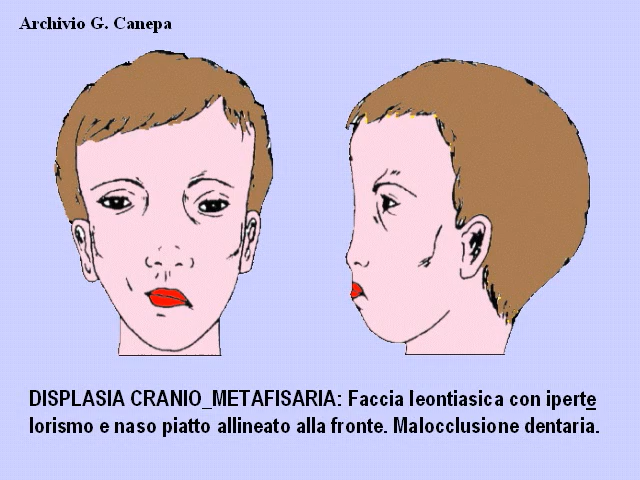 Archivio G. Canepa
DISPLASIA CRANIO_METAFISARIA: Faccia leontiasica con iperte
lorismo e naso piatto allineato alla fronte. Malocclusione dentaria.